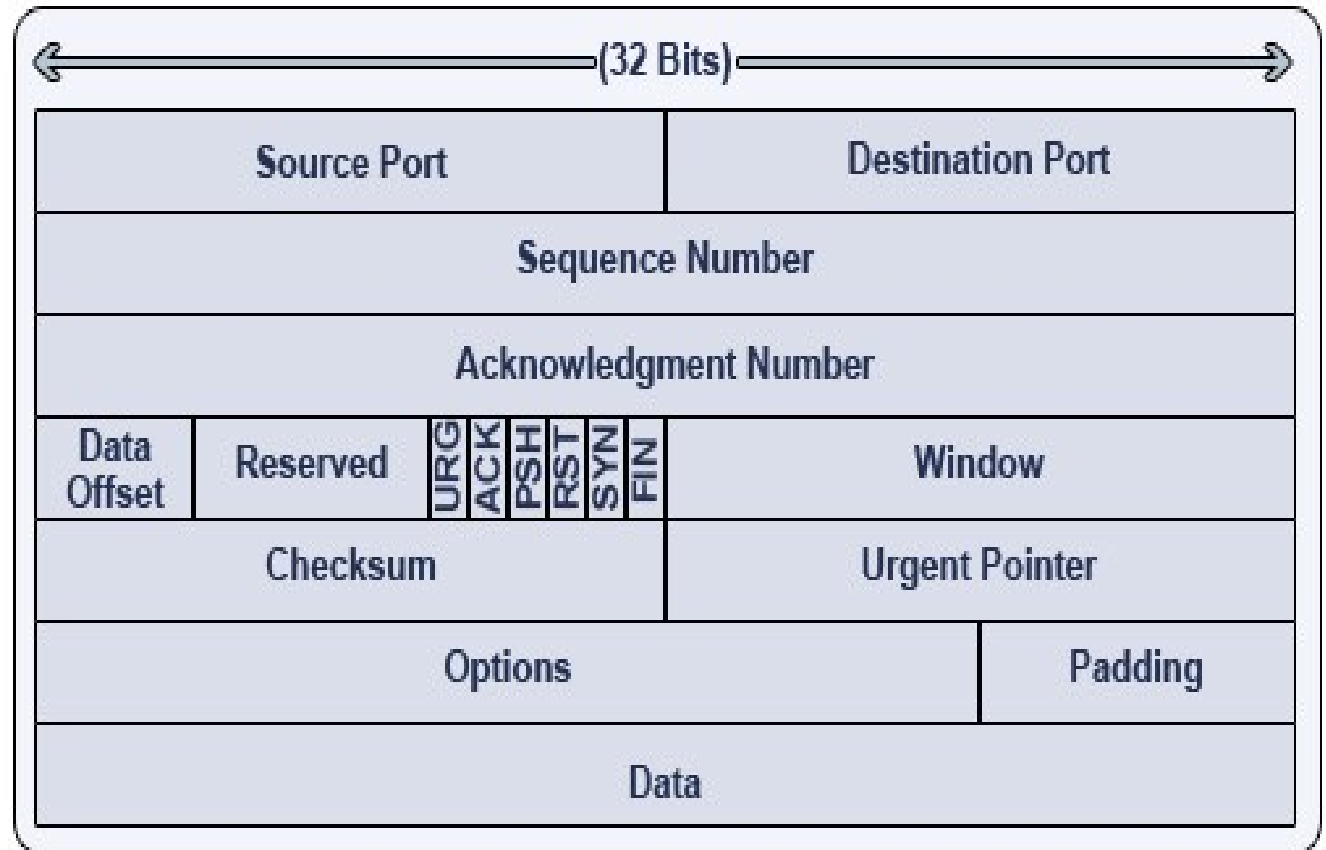 (32 Bits)
Source Port
Destination Port
Sequence Number
Acknowledgment Number
Data
Offset
Reserved
URG
ACK
PSH
RST
SYN
FIN
Window
Checksum
Urgent Pointer
Options
Padding
Data